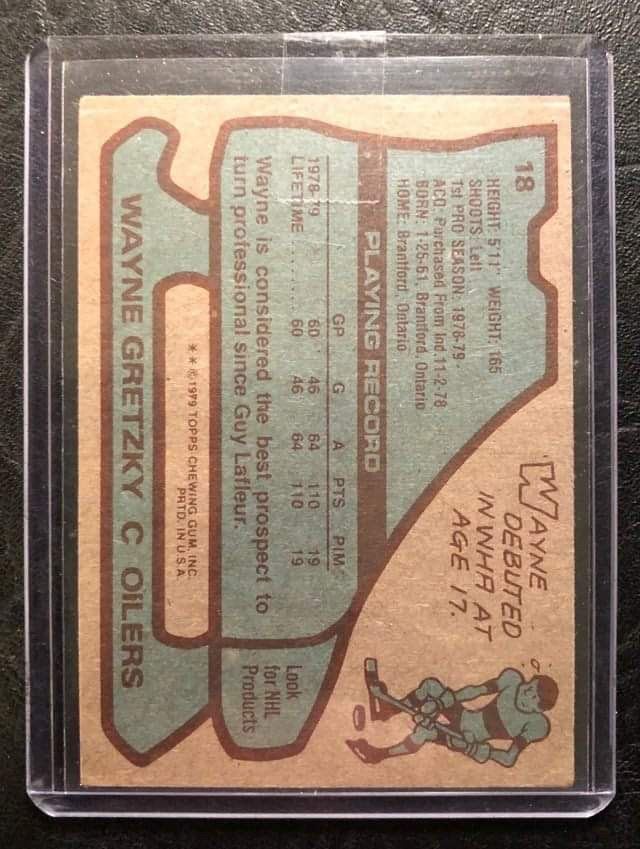 18
HEIGHT: 5'11" WEIGHT: 165
SHOOTS: Left
1st PRO SEASON: 1978-79
ACQ: Purchased From Ind. 11-2-78
BORN: 1-26-61, Brantford, Ontario
HOME: Brantford, Ontario
WAYNE
DEBUTED
IN WHA AT
AGE 17.
PLAYING RECORD
GP G A PTS PIM
1978-79 60 46 64 110 19
LIFETIME ........ 60 46 64 110 19
Wayne is considered the best prospect to
turn professional since Guy Lafleur.
Look
for NHL
Products
* * © 1979 TOPPS CHEWING GUM, INC.
PRTD. IN U.S.A.
WAYNE GRETZKY C OILERS